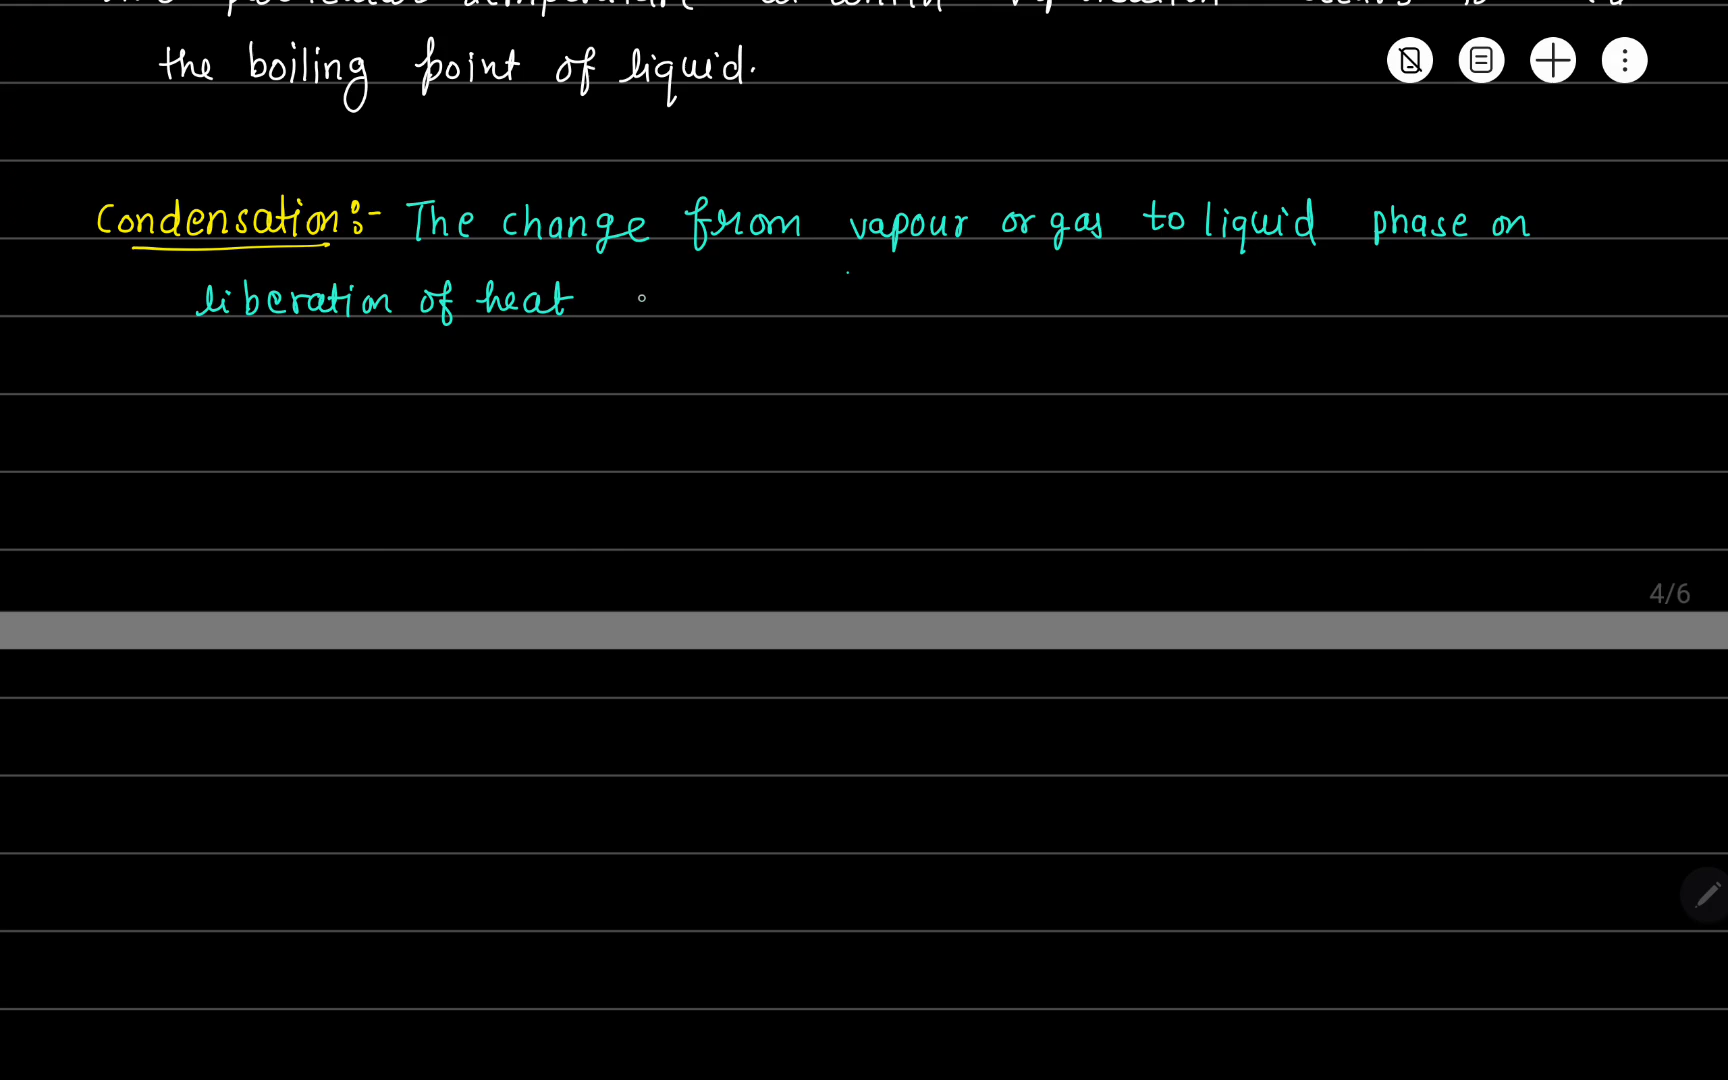 the boiling point of liquid.
Condensation :- The change from vapour or gas to liquid phase on
liberation of heat
4/6